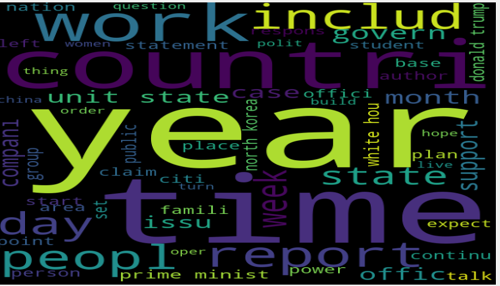 nation
question
left
women
statement
work
respons
polit
includ
govern
student
donald trump
countri
thing
base
china
unit state
case
offici
author
month
order
build
year
compani
group
public
claim
place
citi
turn
north korea
white hou
plan
hope
live
support
start
area
set
famili
week
state
time
day
issu
expect
point
peopl
oper
report
continu
person
prime minist
power
offic
talk